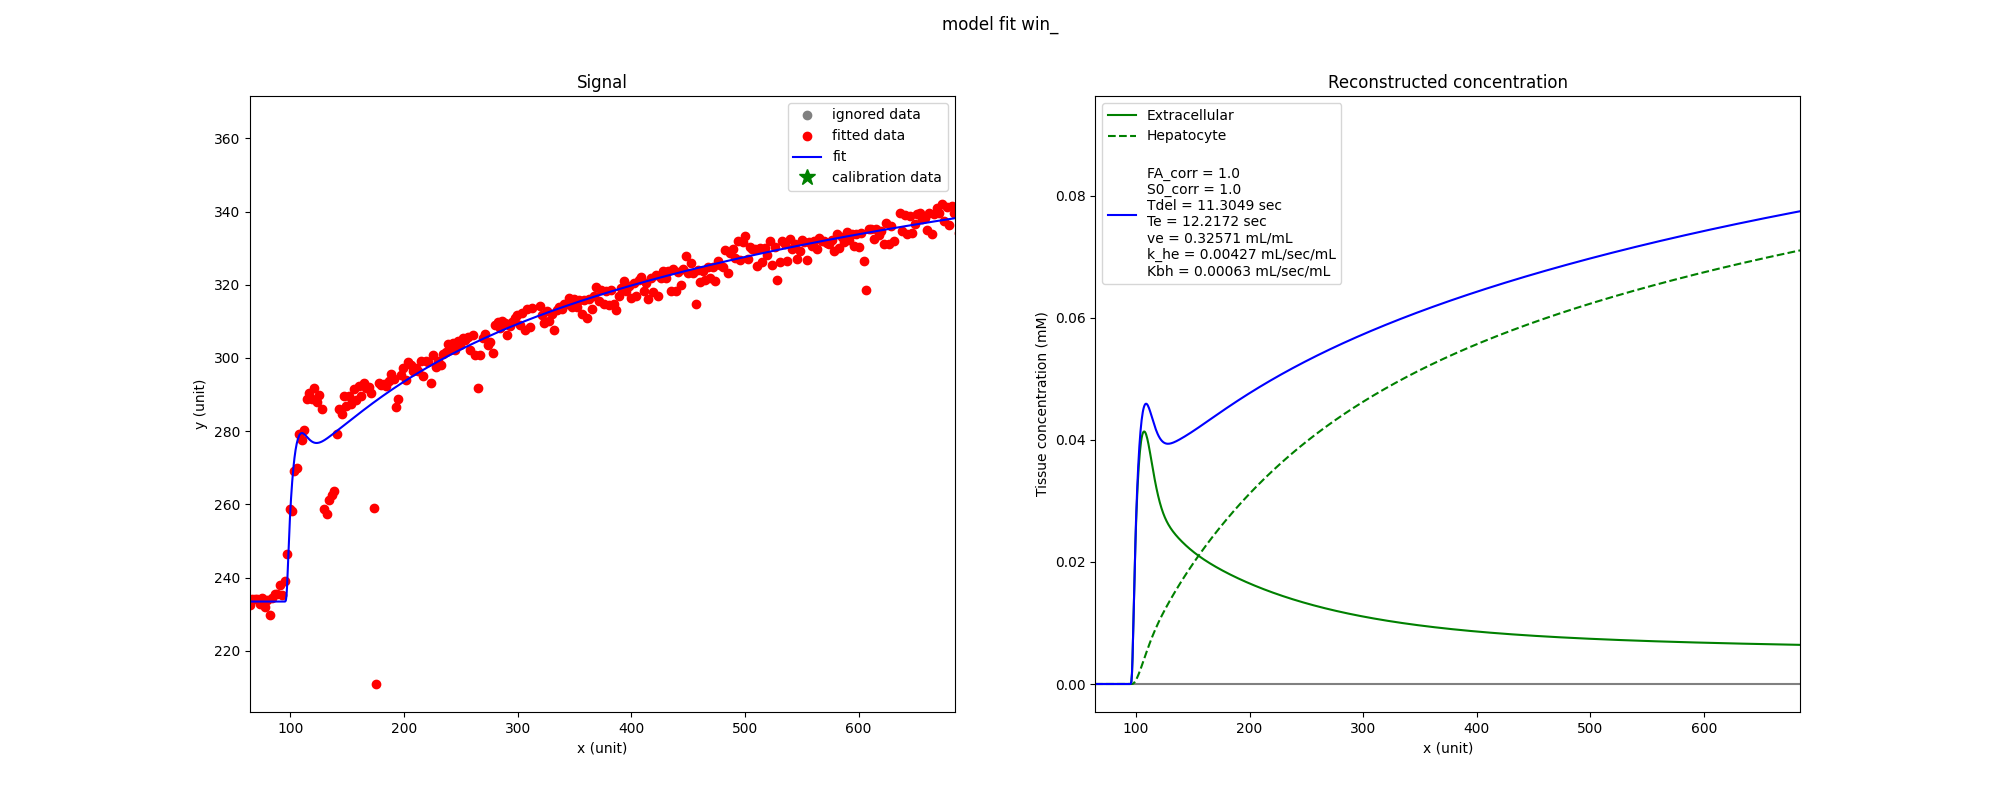 model fit win_
Signal
ignored data
fitted data
fit
calibration data
360
340
320
300
280
260
240
220
y (unit)
100
200
300
400
500
600
x (unit)
Reconstructed concentration
Extracellular
Hepatocyte
FA_corr = 1.0
S0_corr = 1.0
Tdel = 11.3049 sec
Te = 12.2172 sec
ve = 0.32571 mL/mL
k_he = 0.00427 mL/sec/mL
Kbh = 0.00063 mL/sec/mL
0.08
0.06
0.04
0.02
0.00
Tissue concentration (mM)
100
200
300
400
500
600
x (unit)